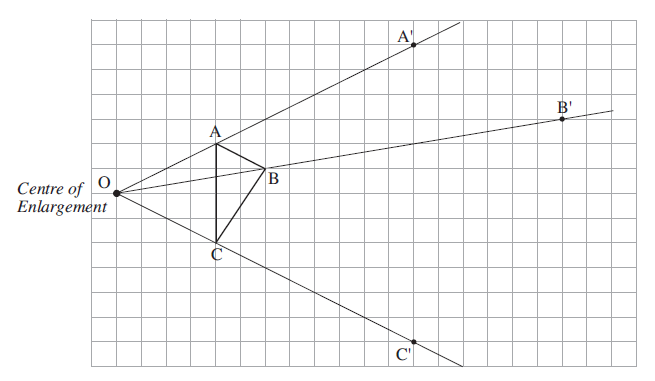 A'
B'
A
B
O
Centre of
Enlargement
C
C'